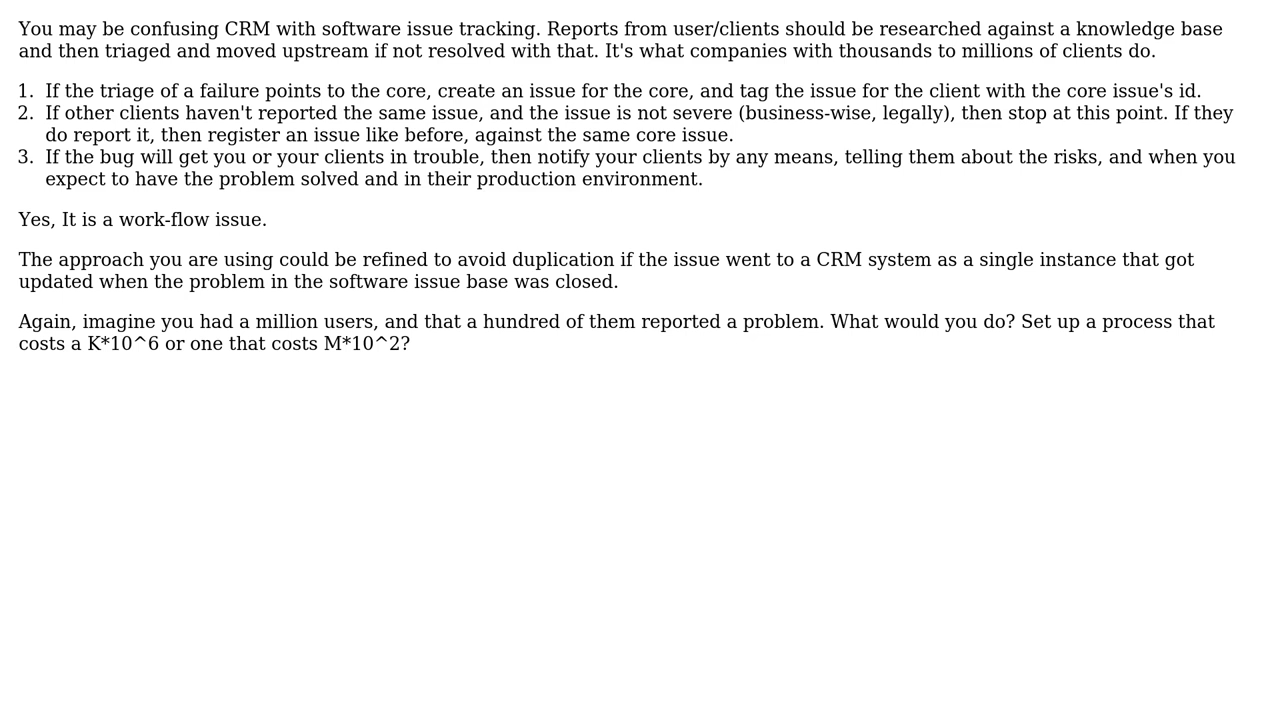 You may be confusing CRM with software issue tracking. Reports from user/clients should be researched against a knowledge base
and then triaged and moved upstream if not resolved with that. It's what companies with thousands to millions of clients do.
1. If the triage of a failure points to the core, create an issue for the core, and tag the issue for the client with the core issue's id.
2. If other clients haven't reported the same issue, and the issue is not severe (business-wise, legally), then stop at this point. If they
do report it, then register an issue like before, against the same core issue.
3. If the bug will get you or your clients in trouble, then notify your clients by any means, telling them about the risks, and when you
expect to have the problem solved and in their production environment.
Yes, It is a work-flow issue.
The approach you are using could be refined to avoid duplication if the issue went to a CRM system as a single instance that got
updated when the problem in the software issue base was closed.
Again, imagine you had a million users, and that a hundred of them reported a problem. What would you do? Set up a process that
costs a K*10^6 or one that costs M*10^2?